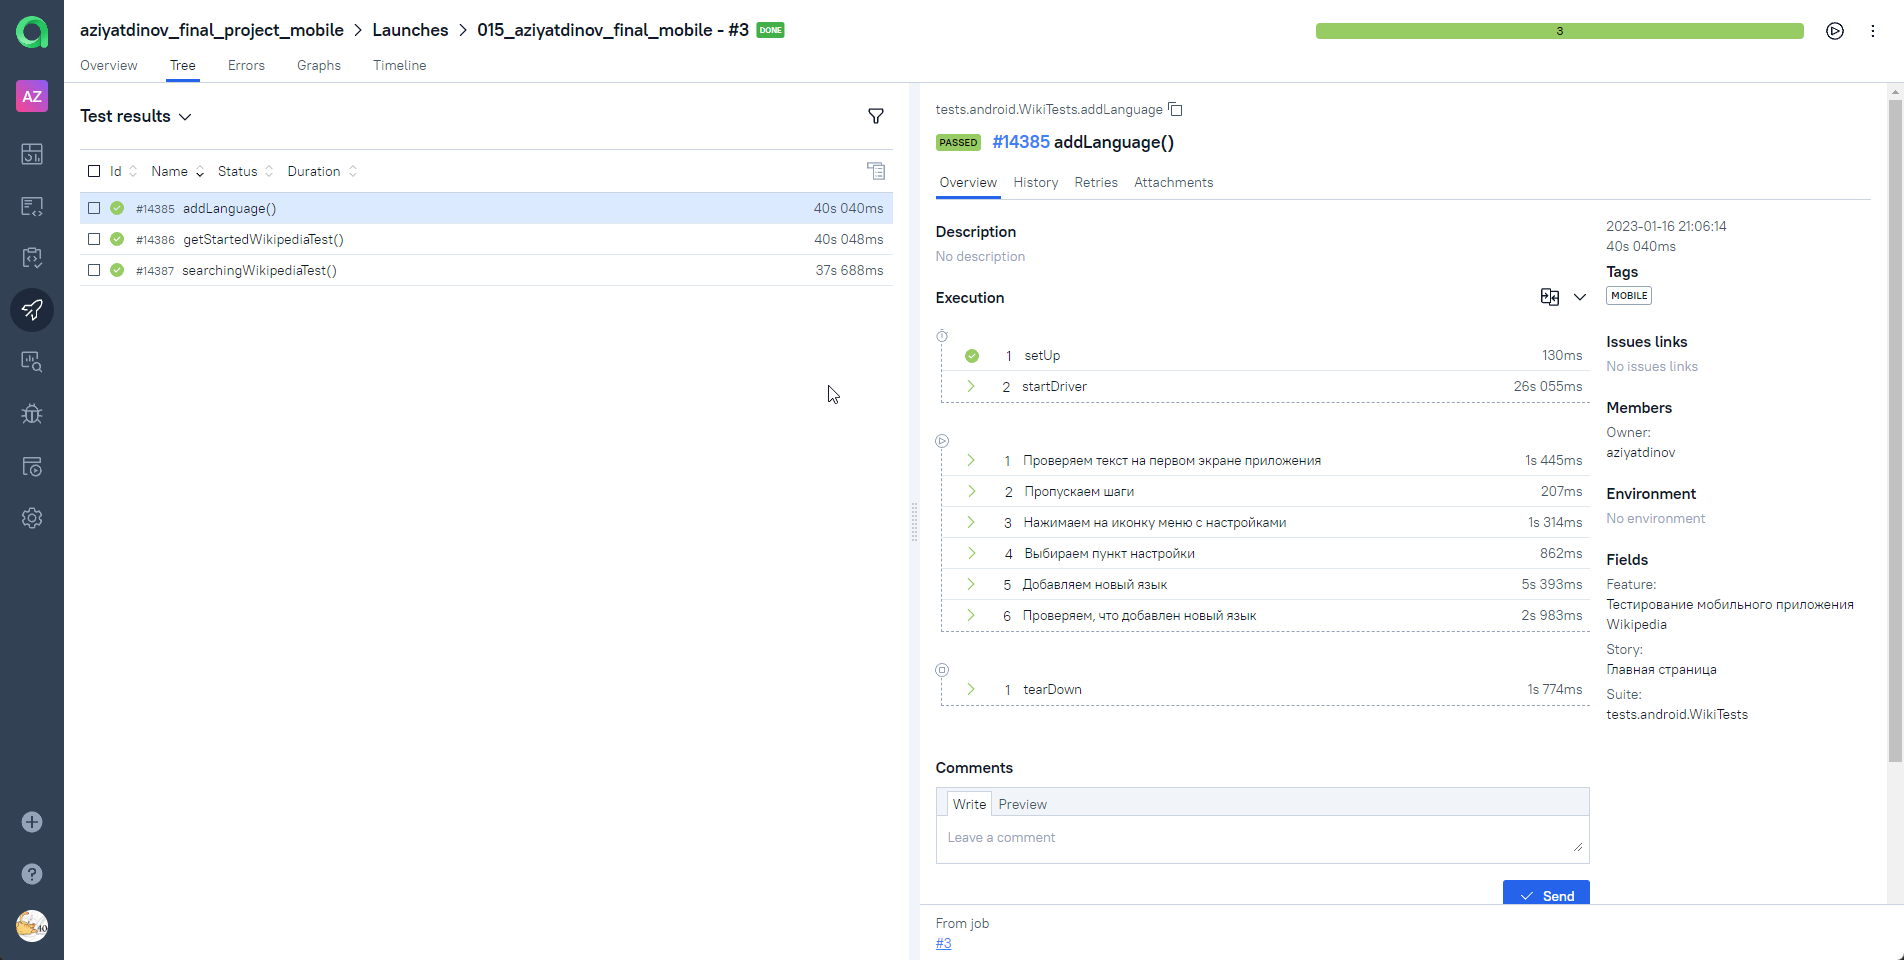 aziyatdinov_final_project_mobile > Launches > 015_aziyatdinov_final_mobile - #3 DONE
3
Overview Tree Errors Graphs Timeline
AZ
Test results
Id Name Status Duration
#14385 addLanguage() 40s 040ms
#14386 getStartedWikipediaTest() 40s 048ms
#14387 searchingWikipediaTest() 37s 688ms
tests.android.WikiTests.addLanguage
PASSED #14385 addLanguage()
Overview History Retries Attachments
Description
No description
Execution
1 setUp 130ms
2 startDriver 26s 055ms
1 Проверяем текст на первом экране приложения 1s 445ms
2 Пропускаем шаги 207ms
3 Нажимаем на иконку меню с настройками 1s 314ms
4 Выбираем пункт настройки 862ms
5 Добавляем новый язык 5s 393ms
6 Проверяем, что добавлен новый язык 2s 983ms
1 tearDown 1s 774ms
Comments
Write Preview
Leave a comment
Send
From job
#3
2023-01-16 21:06:14
40s 040ms
Tags
MOBILE
Issues links
No issues links
Members
Owner:
aziyatdinov
Environment
No environment
Fields
Feature:
Тестирование мобильного приложения
Wikipedia
Story:
Главная страница
Suite:
tests.android.WikiTests